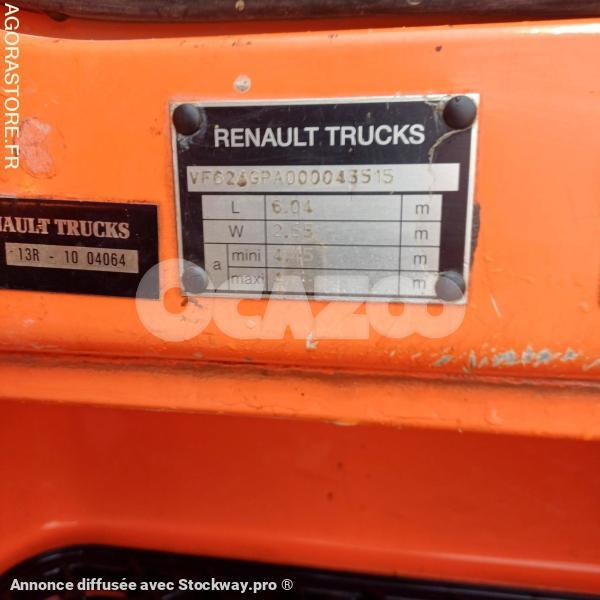 AGORASTORE.FR
RENAULT TRUCKS
L 6.04 m
W 2.55 m
a mini m
maxi m
NAULT TRUCKS
13R - 10 04064
OCAZOO
Annonce diffusée avec Stockway.pro ®